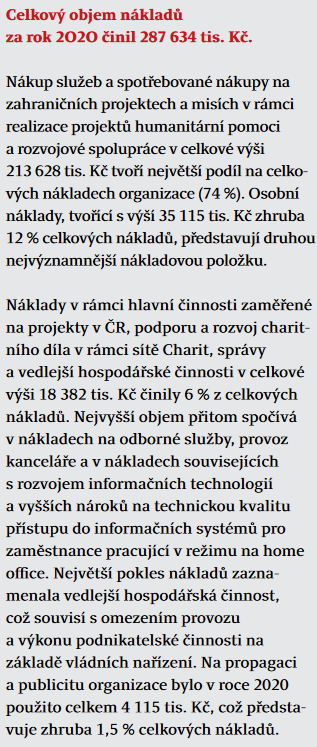 Celkový objem nákladů
za rok 2020 činil 287 634 tis. Kč.
Nákup služeb a spotřebované nákupy na
zahraničních projektech a misích v rámci
realizace projektů humanitární pomoci
a rozvojové spolupráce v celkové výši
213 628 tis. Kč tvoří největší podíl na celko-
vých nákladech organizace (74 %). Osobní
náklady, tvořící s výší 35 115 tis. Kč zhruba
12 % celkových nákladů, představují druhou
nejvýznamnější nákladovou položku.
Náklady v rámci hlavní činnosti zaměřené
na projekty v ČR, podporu a rozvoj charit-
ního díla v rámci sítě Charit, správy
a vedlejší hospodářské činnosti v celkové
výši 18 382 tis. Kč činily 6 % z celkových
nákladů. Nejvyšší objem přitom spočívá
v nákladech na odborné služby, provoz
kanceláře a v nákladech souvisejících
s rozvojem informačních technologií
a vyšších nároků na technickou kvalitu
přístupu do informačních systémů pro
zaměstnance pracující v režimu na home
office. Největší pokles nákladů zazna-
menala vedlejší hospodářská činnost,
což souvisí s omezením provozu
a výkonu podnikatelské činnosti na
základě vládních nařízení. Na propagaci
a publicitu organizace bylo v roce 2020
použito celkem 4 115 tis. Kč, což předsta-
vuje zhruba 1,5 % celkových nákladů.